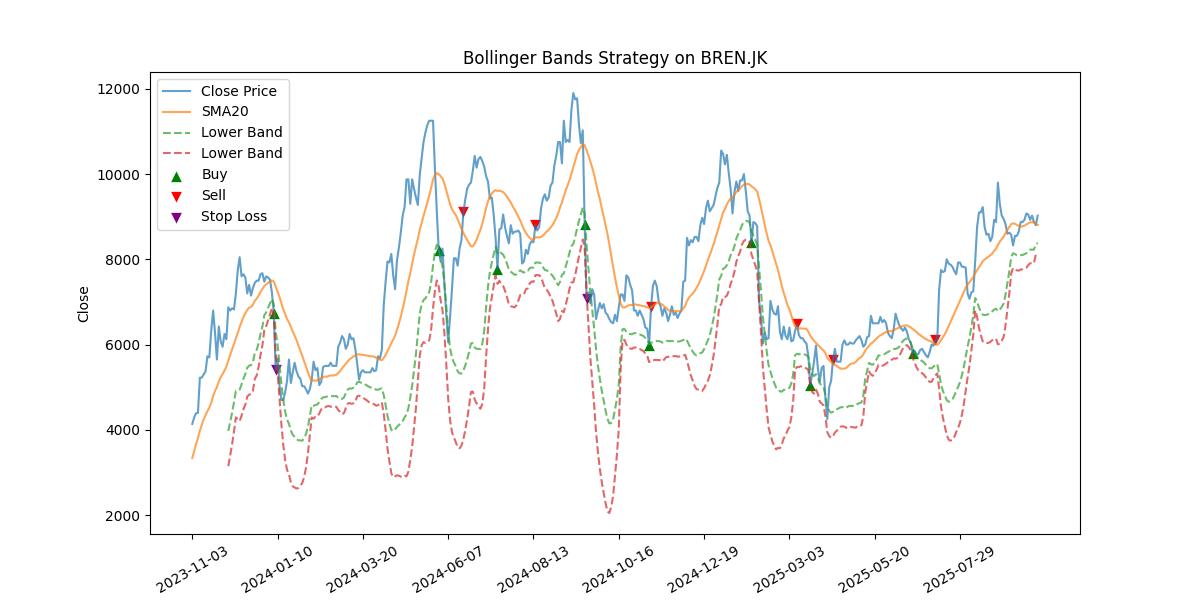 Bollinger Bands Strategy on BREN.JK
12000
10000
8000
6000
4000
2000
Close
Close Price
SMA20
Lower Band
Lower Band
Buy
Sell
Stop Loss
2023-11-03
2024-01-10
2024-03-20
2024-06-07
2024-08-13
2024-10-16
2024-12-19
2025-03-03
2025-05-20
2025-07-29